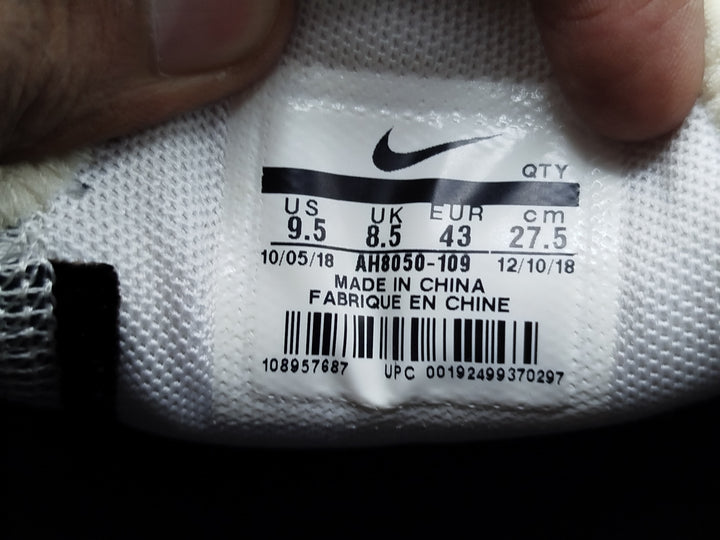 QTY
US UK EUR cm
9.5 8.5 43 27.5
10/05/18 AH8050-109 12/10/18
MADE IN CHINA
FABRIQUE EN CHINE
108957687 UPC 00192499370297